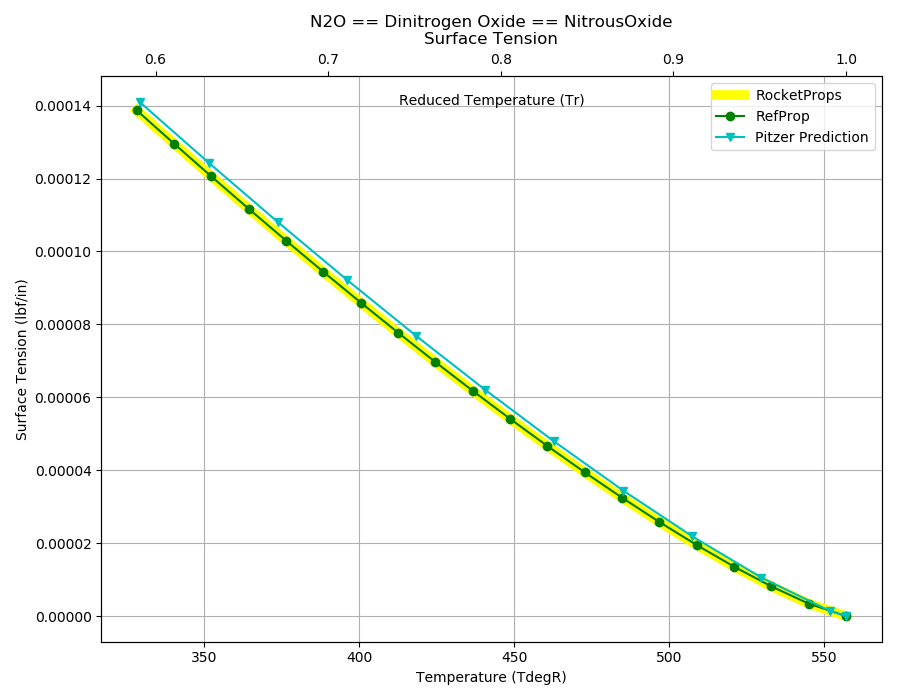 N2O == Dinitrogen Oxide == NitrousOxide
Surface Tension
0.6 0.7 0.8 0.9 1.0
Reduced Temperature (Tr)
RocketProps
RefProp
Pitzer Prediction
0.00014
0.00012
0.00010
0.00008
0.00006
0.00004
0.00002
0.00000
Surface Tension (lbf/in)
350 400 450 500 550
Temperature (TdegR)